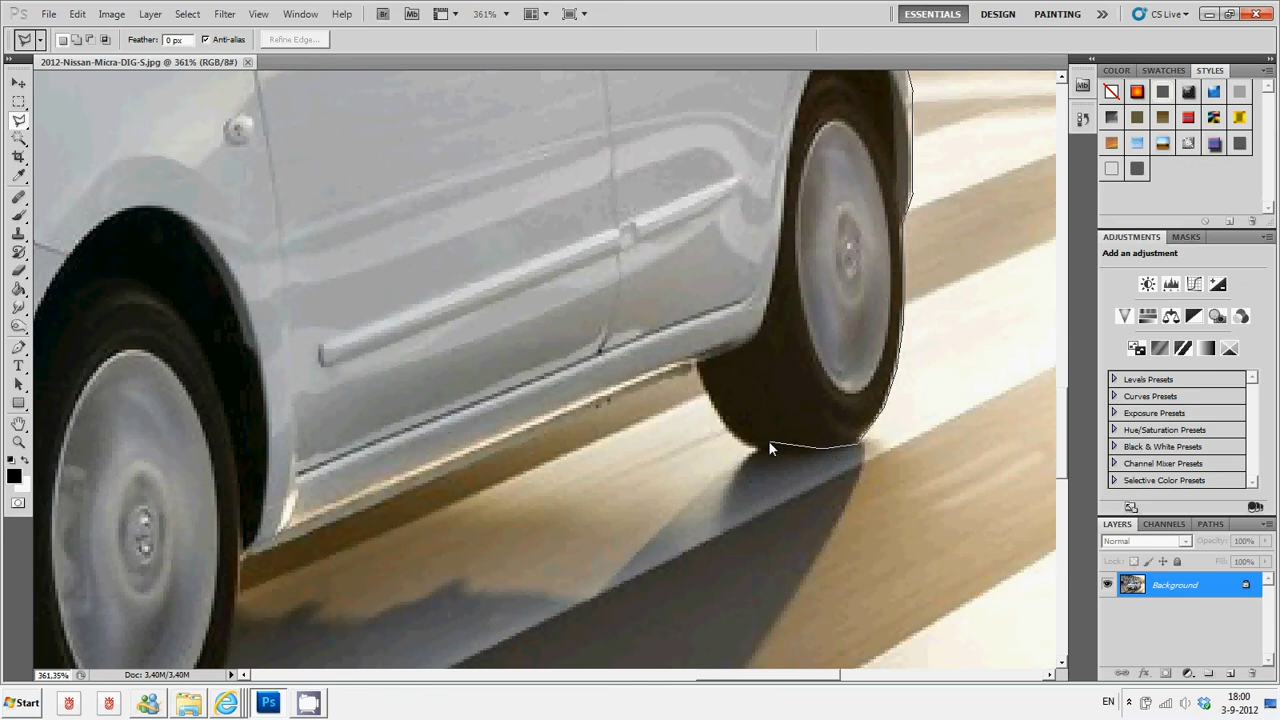 Ps File Edit Image Layer Select Filter View Window Help Br Mb 361% ESSENTIALS DESIGN PAINTING CS Live
Feather: 0 px Anti-alias Refine Edge...
2012-Nissan-Micra-DIG-S.jpg @ 361% (RGB/8#)
COLOR SWATCHES STYLES
Mb
ADJUSTMENTS MASKS
Add an adjustment
Levels Presets
Curves Presets
Exposure Presets
Hue/Saturation Presets
Black & White Presets
Channel Mixer Presets
Selective Color Presets
LAYERS CHANNELS PATHS
Normal Opacity: 100%
Lock: Fill: 100%
Background
361,35% Doc: 3,40M/3,40M
Start Ps EN 18:00
3-9-2012